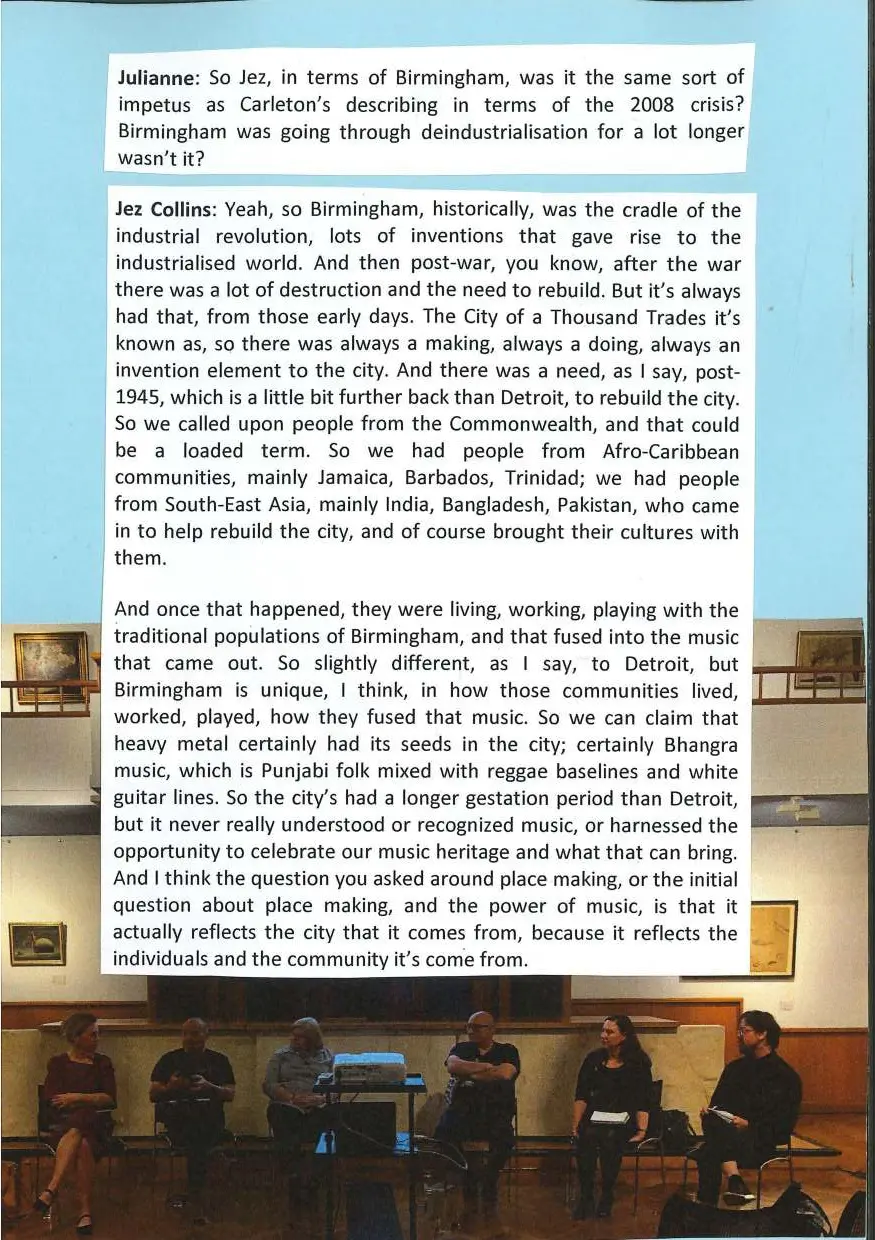 Julianne: So Jez, in terms of Birmingham, was it the same sort of
impetus as Carleton's describing in terms of the 2008 crisis?
Birmingham was going through deindustrialisation for a lot longer
wasn't it?
Jez Collins: Yeah, so Birmingham, historically, was the cradle of the
industrial revolution, lots of inventions that gave rise to the
industrialised world. And then post-war, you know, after the war
there was a lot of destruction and the need to rebuild. But it's always
had that, from those early days. The City of a Thousand Trades it's
known as, so there was always a making, always a doing, always an
invention element to the city. And there was a need, as I say, post-
1945, which is a little bit further back than Detroit, to rebuild the city.
So we called upon people from the Commonwealth, and that could
be a loaded term. So we had people from Afro-Caribbean
communities, mainly Jamaica, Barbados, Trinidad; we had people
from South-East Asia, mainly India, Bangladesh, Pakistan, who came
in to help rebuild the city, and of course brought their cultures with
them.
And once that happened, they were living, working, playing with the
traditional populations of Birmingham, and that fused into the music
that came out. So slightly different, as I say, to Detroit, but
Birmingham is unique, I think, in how those communities lived,
worked, played, how they fused that music. So we can claim that
heavy metal certainly had its seeds in the city; certainly Bhangra
music, which is Punjabi folk mixed with reggae baselines and white
guitar lines. So the city's had a longer gestation period than Detroit,
but it never really understood or recognized music, or harnessed the
opportunity to celebrate our music heritage and what that can bring.
And I think the question you asked around place making, or the initial
question about place making, and the power of music, is that it
actually reflects the city that it comes from, because it reflects the
individuals and the community it's come from.